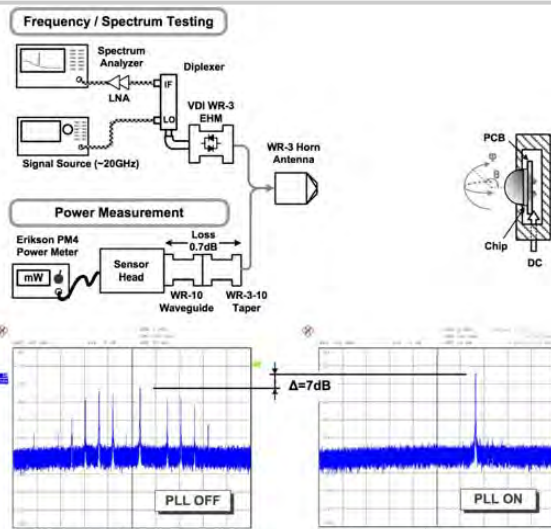 Frequency / Spectrum Testing
Spectrum
Analyzer
LNA
Diplexer
IF
LO
VDI WR-3
EHM
Signal Source (~20GHz)
WR-3 Horn
Antenna
PCB
φ
θ
Chip
DC
Power Measurement
Erikson PM4
Power Meter
mW
Sensor
Head
Loss
0.7dB
WR-10
Waveguide
WR-3-10
Taper
Δ=7dB
PLL OFF
PLL ON